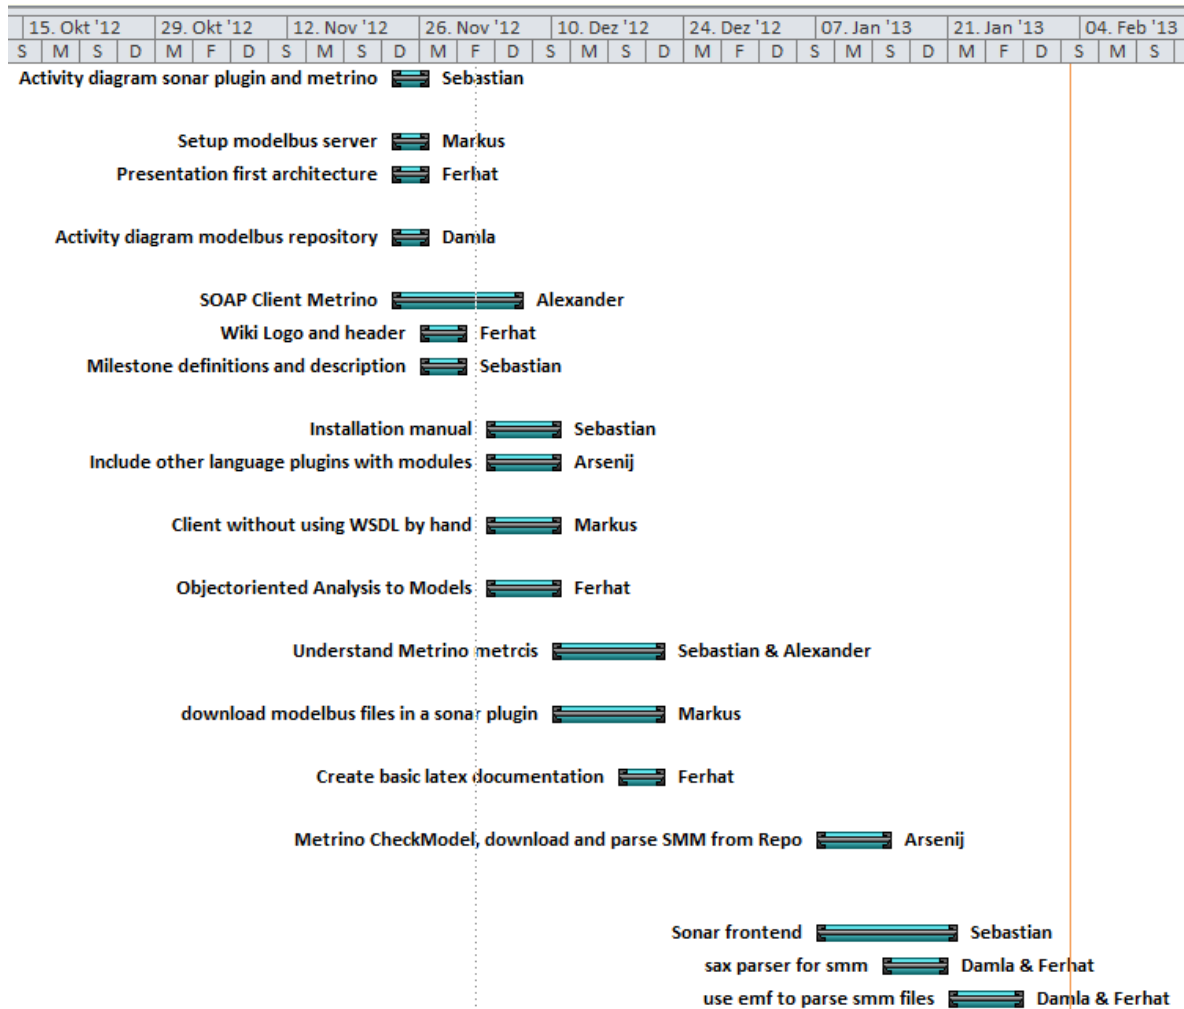 15. Okt '12 29. Okt '12 12. Nov '12 26. Nov '12 10. Dez '12 24. Dez '12 07. Jan '13 21. Jan '13 04. Feb '13
S M S D M F D S M S D M F D S M S D M F D S M S D M F D S M S
Activity diagram sonar plugin and metrino Sebastian
Setup modelbus server Markus
Presentation first architecture Ferhat
Activity diagram modelbus repository Damla
SOAP Client Metrino Alexander
Wiki Logo and header Ferhat
Milestone definitions and description Sebastian
Installation manual Sebastian
Include other language plugins with modules Arsenij
Client without using WSDL by hand Markus
Objectoriented Analysis to Models Ferhat
Understand Metrino metrcis Sebastian & Alexander
download modelbus files in a sonar plugin Markus
Create basic latex documentation Ferhat
Metrino CheckModel, download and parse SMM from Repo Arsenij
Sonar frontend Sebastian
sax parser for smm Damla & Ferhat
use emf to parse smm files Damla & Ferhat